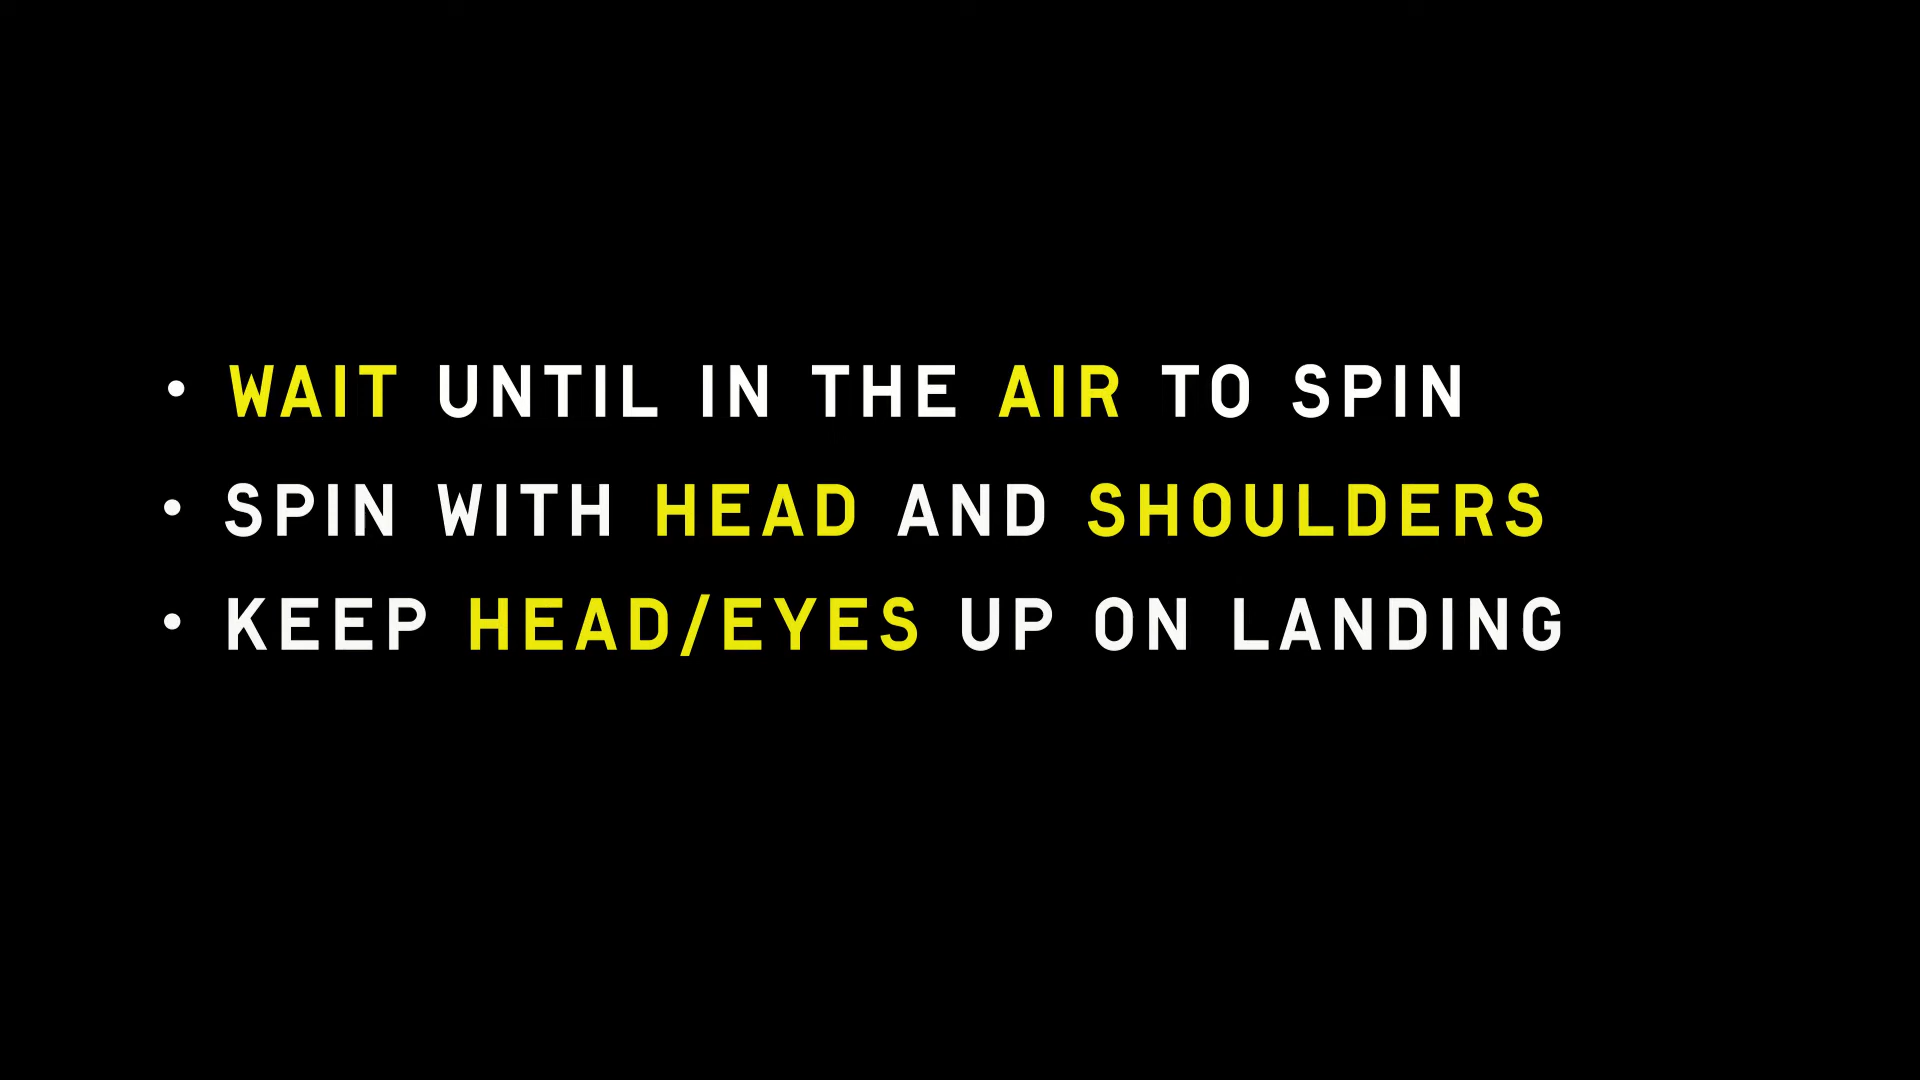 • WAIT UNTIL IN THE AIR TO SPIN
• SPIN WITH HEAD AND SHOULDERS
• KEEP HEAD/EYES UP ON LANDING